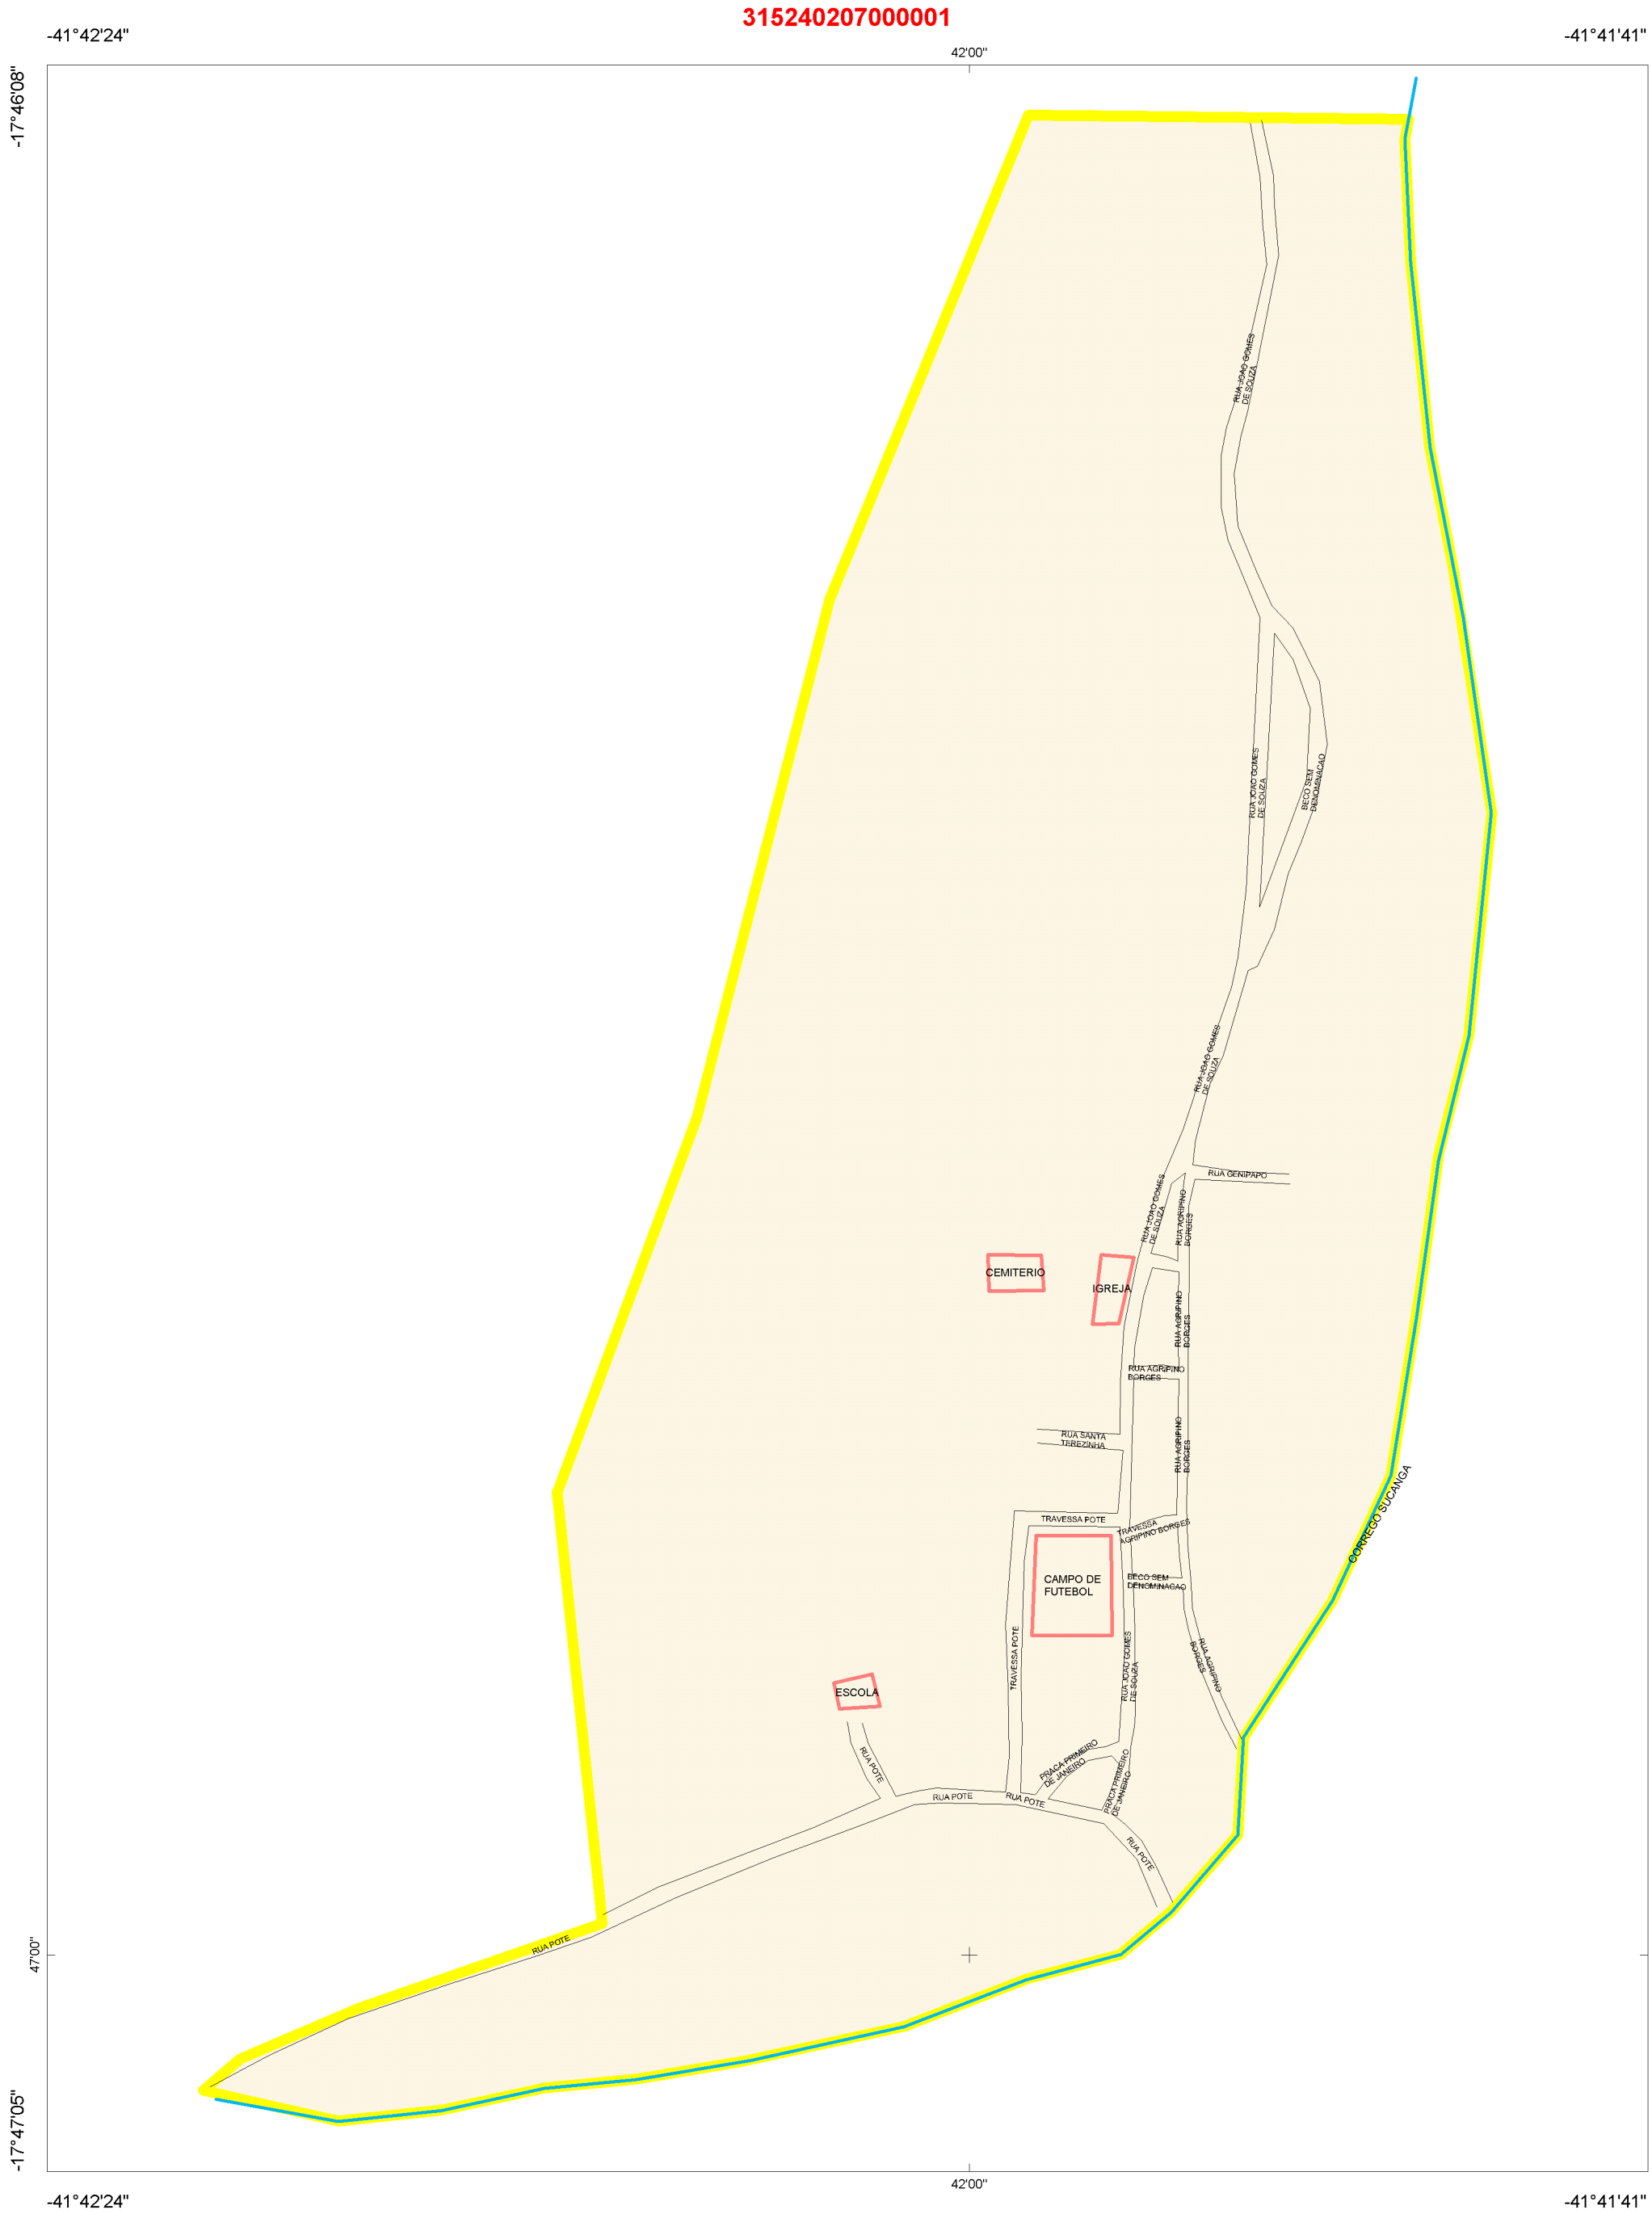 315240207000001
-41°42'24"
-41°41'41"
42'00"
-17°46'08"
RUA JOAO GOMES
DE SOUZA
RUA JOAO GOMES
DE SOUZA
BECO SEM
DENOMINACAO
RUA JOAO GOMES
DE SOUZA
RUA GENIPAPO
RUA JOAO GOMES
DE SOUZA
RUA AGRIPINO
BORGES
CEMITERIO
IGREJA
RUA AGRIPINO
BORGES
RUA AGRIPINO
BORGES
RUA SANTA
TEREZINHA
RUA AGRIPINO
BORGES
CORREGO SUCANGA
TRAVESSA POTE
TRAVESSA
AGRIPINO BORGES
CAMPO DE
FUTEBOL
BECO SEM
DENOMINACAO
TRAVESSA POTE
RUA JOAO GOMES
DE SOUZA
RUA AGRIPINO
BORGES
ESCOLA
RUA POTE
PRACA PRIMEIRO
DE JANEIRO
PRACA PRIMEIRO
DE JANEIRO
RUA POTE
RUA POTE
RUA POTE
RUA POTE
47'00"
-17°47'05"
42'00"
-41°42'24"
-41°41'41"